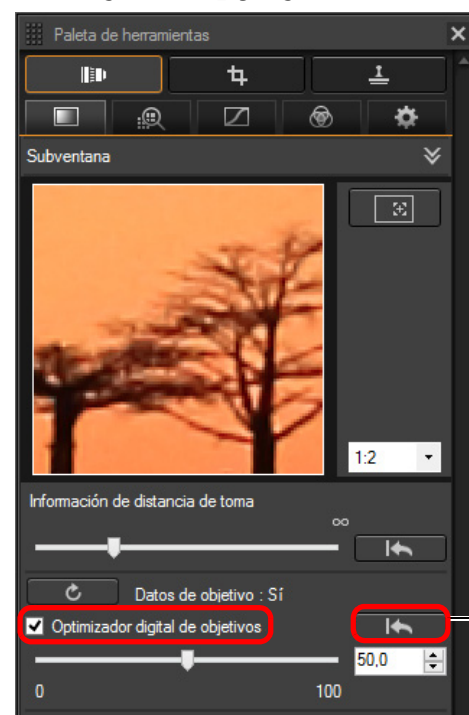 Paleta de herramientas
Subventana
1:2
Información de distancia de toma
∞
Datos de objetivo : Sí
Optimizador digital de objetivos
50,0
0 100